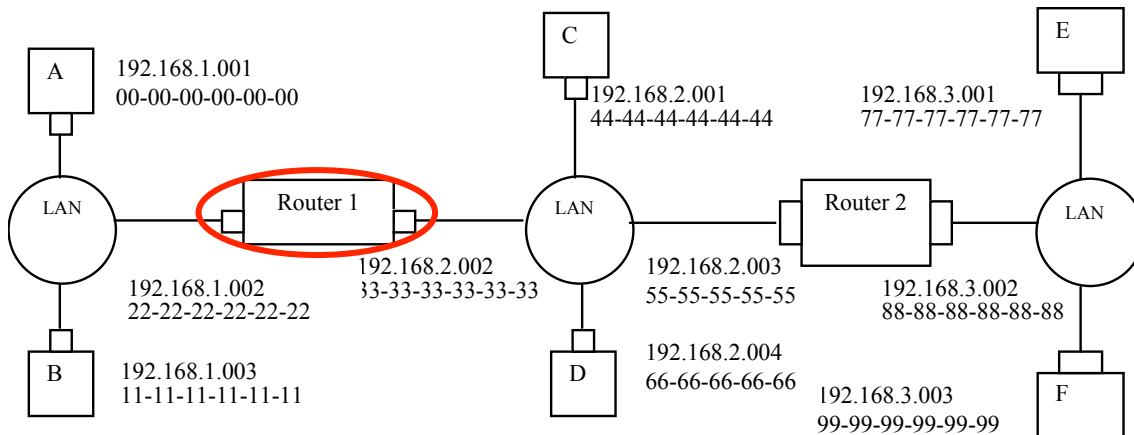 A
192.168.1.001
00-00-00-00-00-00
C
192.168.2.001
44-44-44-44-44-44
E
192.168.3.001
77-77-77-77-77-77
LAN
Router 1
LAN
Router 2
LAN
192.168.1.002
22-22-22-22-22-22
192.168.2.002
33-33-33-33-33-33
192.168.2.003
55-55-55-55-55
192.168.3.002
88-88-88-88-88-88
B
192.168.1.003
11-11-11-11-11-11
D
192.168.2.004
66-66-66-66-66
192.168.3.003
99-99-99-99-99-99
F